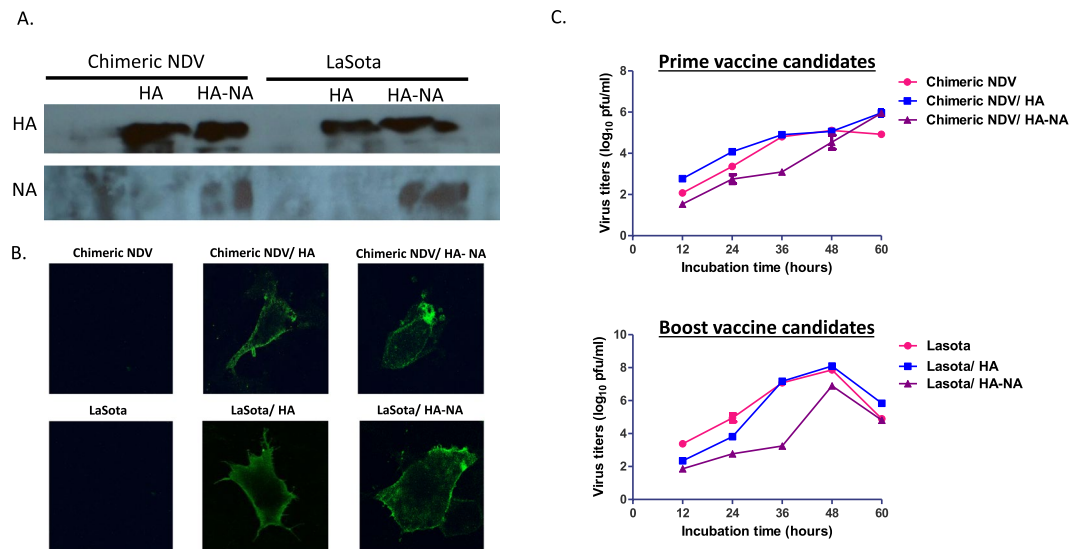 A.
Chimeric NDV LaSota
HA HA-NA HA HA-NA
HA
NA
B.
Chimeric NDV Chimeric NDV/ HA Chimeric NDV/ HA- NA
LaSota LaSota/ HA LaSota/ HA-NA
C.
Prime vaccine candidates
Virus titers (log10 pfu/ml)
8
6
4
2
0
0 12 24 36 48 60
Incubation time (hours)
Chimeric NDV
Chimeric NDV/ HA
Chimeric NDV/ HA-NA
Boost vaccine candidates
Virus titers (log10 pfu/ml)
10
8
6
4
2
0
0 12 24 36 48 60
Incubation time (hours)
Lasota
Lasota/ HA
Lasota/ HA-NA